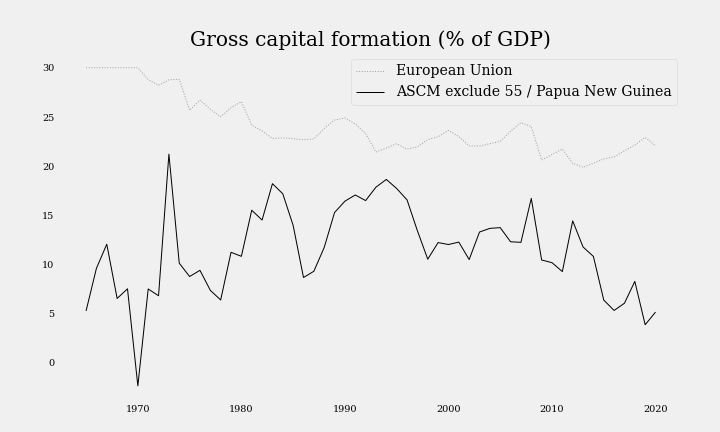 Gross capital formation (% of GDP)
European Union
ASCM exclude 55 / Papua New Guinea
30
25
20
15
10
5
0
1970 1980 1990 2000 2010 2020